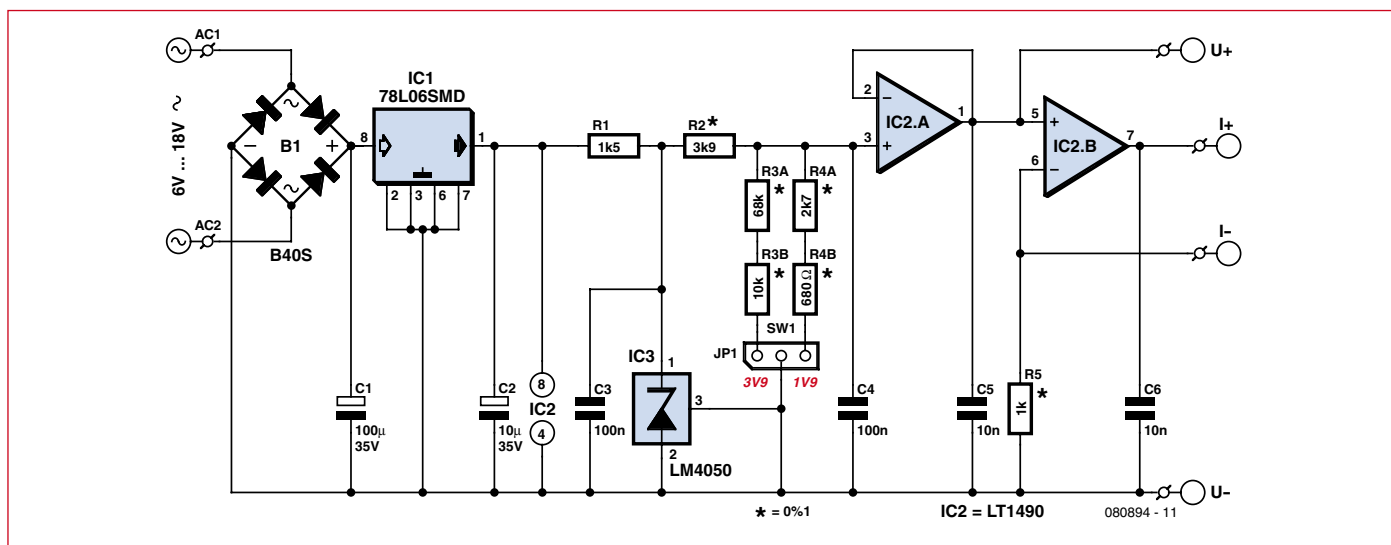 AC1
6V ... 18V ~
AC2
~
−
B1
+
~
B40S
IC1
78L06SMD
8
1
2
3
6
7
C1
100µ
35V
C2
10µ
35V
8
IC2
4
R1
1k5
R2*
3k9
C3
100n
IC3
1
3
2
LM4050
R3A
*
68k
R3B
*
10k
R4A
*
2k7
R4B
*
680Ω
SW1
JP1
3V9
1V9
C4
100n
2
−
3
+
IC2.A
1
C5
10n
5
+
6
−
IC2.B
7
R5
*
1k
C6
10n
U+
I+
I−
U−
* = 0%1
IC2 = LT1490
080894 - 11